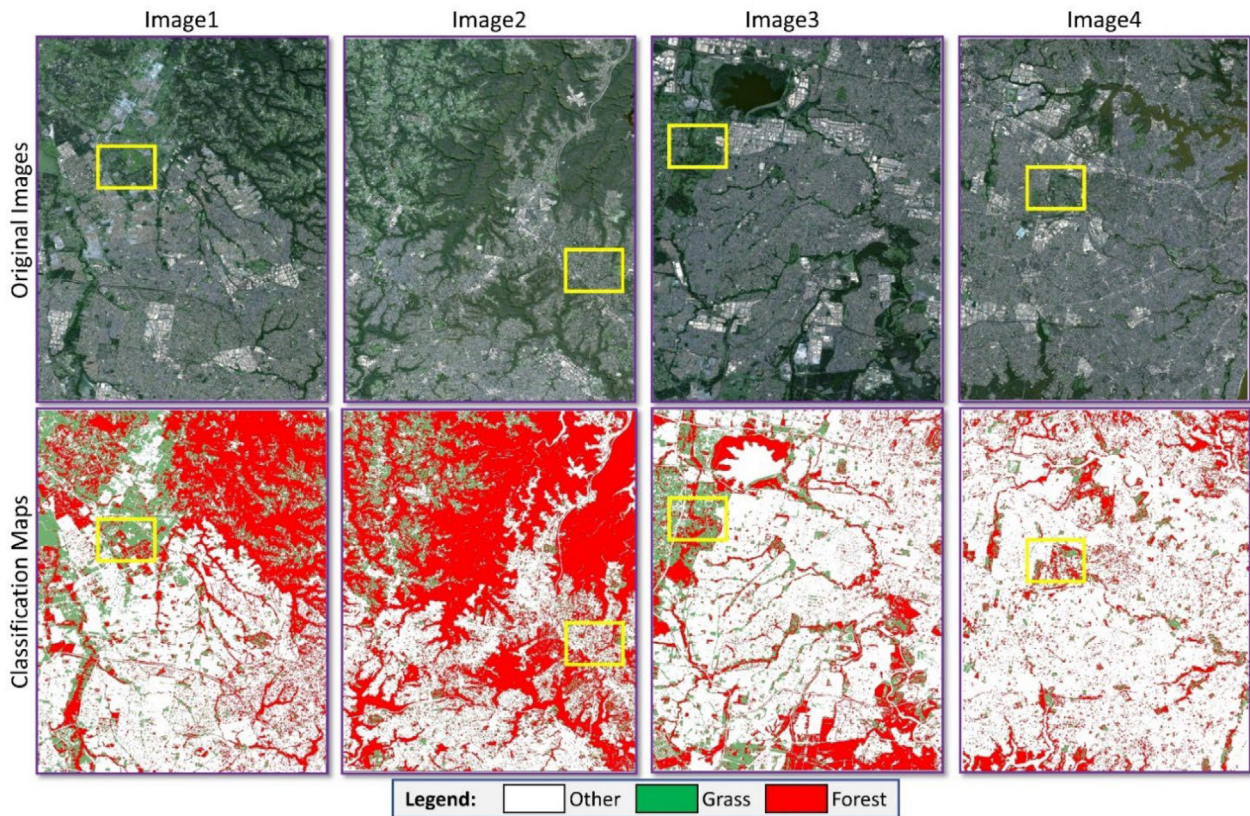 Image1 Image2 Image3 Image4
Original Images
Classification Maps
Legend: Other Grass Forest